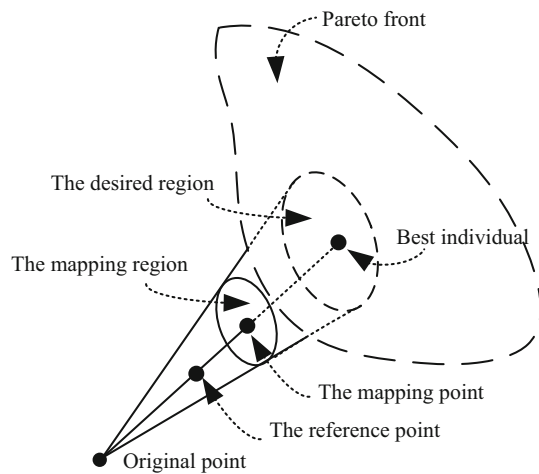 Pareto front
The desired region
Best individual
The mapping region
The mapping point
The reference point
Original point